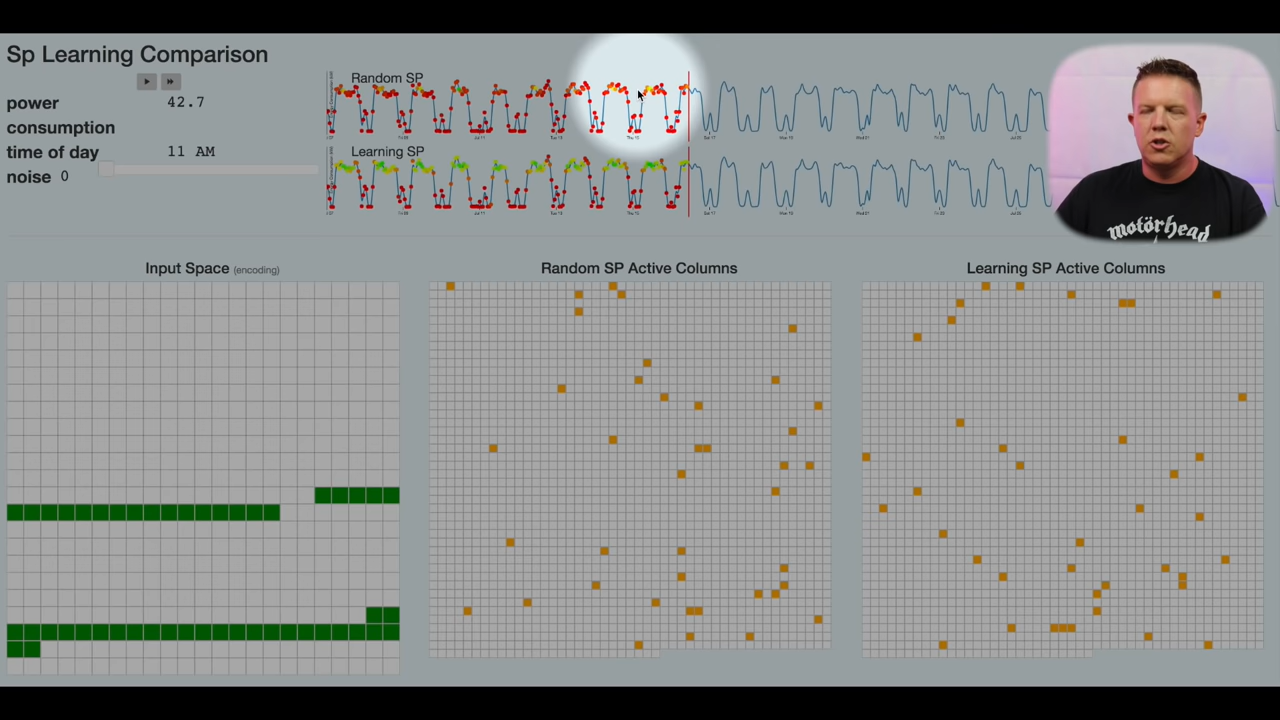 Sp Learning Comparison
power consumption 42.7
time of day 11 AM
noise 0
Random SP
Learning SP
Input Space (encoding)
Random SP Active Columns
Learning SP Active Columns
motörhead